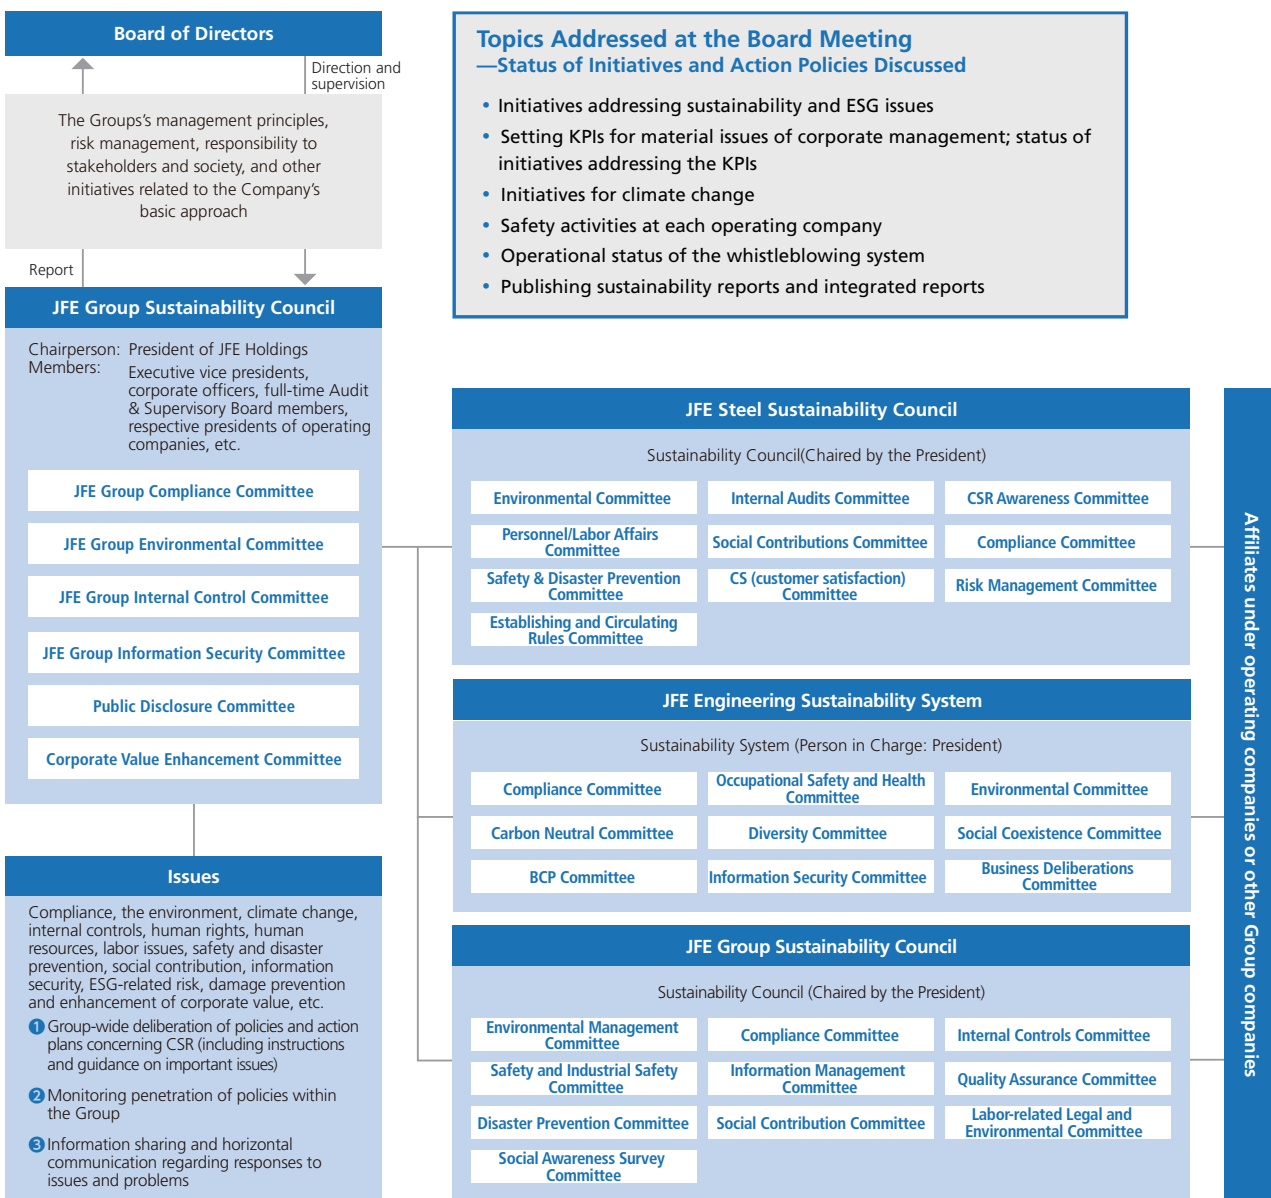 Board of Directors
Direction and
supervision
The Groups's management principles,
risk management, responsibility to
stakeholders and society, and other
initiatives related to the Company's
basic approach
Report
JFE Group Sustainability Council
Chairperson: President of JFE Holdings
Members: Executive vice presidents,
corporate officers, full-time Audit
& Supervisory Board members,
respective presidents of operating
companies, etc.
JFE Group Compliance Committee
JFE Group Environmental Committee
JFE Group Internal Control Committee
JFE Group Information Security Committee
Public Disclosure Committee
Corporate Value Enhancement Committee
Issues
Compliance, the environment, climate change,
internal controls, human rights, human
resources, labor issues, safety and disaster
prevention, social contribution, information
security, ESG-related risk, damage prevention
and enhancement of corporate value, etc.
❶ Group-wide deliberation of policies and action
plans concerning CSR (including instructions
and guidance on important issues)
❷ Monitoring penetration of policies within
the Group
❸ Information sharing and horizontal
communication regarding responses to
issues and problems
Topics Addressed at the Board Meeting
—Status of Initiatives and Action Policies Discussed
• Initiatives addressing sustainability and ESG issues
• Setting KPIs for material issues of corporate management; status of
initiatives addressing the KPIs
• Initiatives for climate change
• Safety activities at each operating company
• Operational status of the whistleblowing system
• Publishing sustainability reports and integrated reports
JFE Steel Sustainability Council
Sustainability Council(Chaired by the President)
Environmental Committee
Internal Audits Committee
CSR Awareness Committee
Personnel/Labor Affairs
Committee
Social Contributions Committee
Compliance Committee
Safety & Disaster Prevention
Committee
CS (customer satisfaction)
Committee
Risk Management Committee
Establishing and Circulating
Rules Committee
JFE Engineering Sustainability System
Sustainability System (Person in Charge: President)
Compliance Committee
Occupational Safety and Health
Committee
Environmental Committee
Carbon Neutral Committee
Diversity Committee
Social Coexistence Committee
BCP Committee
Information Security Committee
Business Deliberations
Committee
JFE Group Sustainability Council
Sustainability Council (Chaired by the President)
Environmental Management
Committee
Compliance Committee
Internal Controls Committee
Safety and Industrial Safety
Committee
Information Management
Committee
Quality Assurance Committee
Disaster Prevention Committee
Social Contribution Committee
Labor-related Legal and
Environmental Committee
Social Awareness Survey
Committee
Affiliates under operating companies or other Group companies